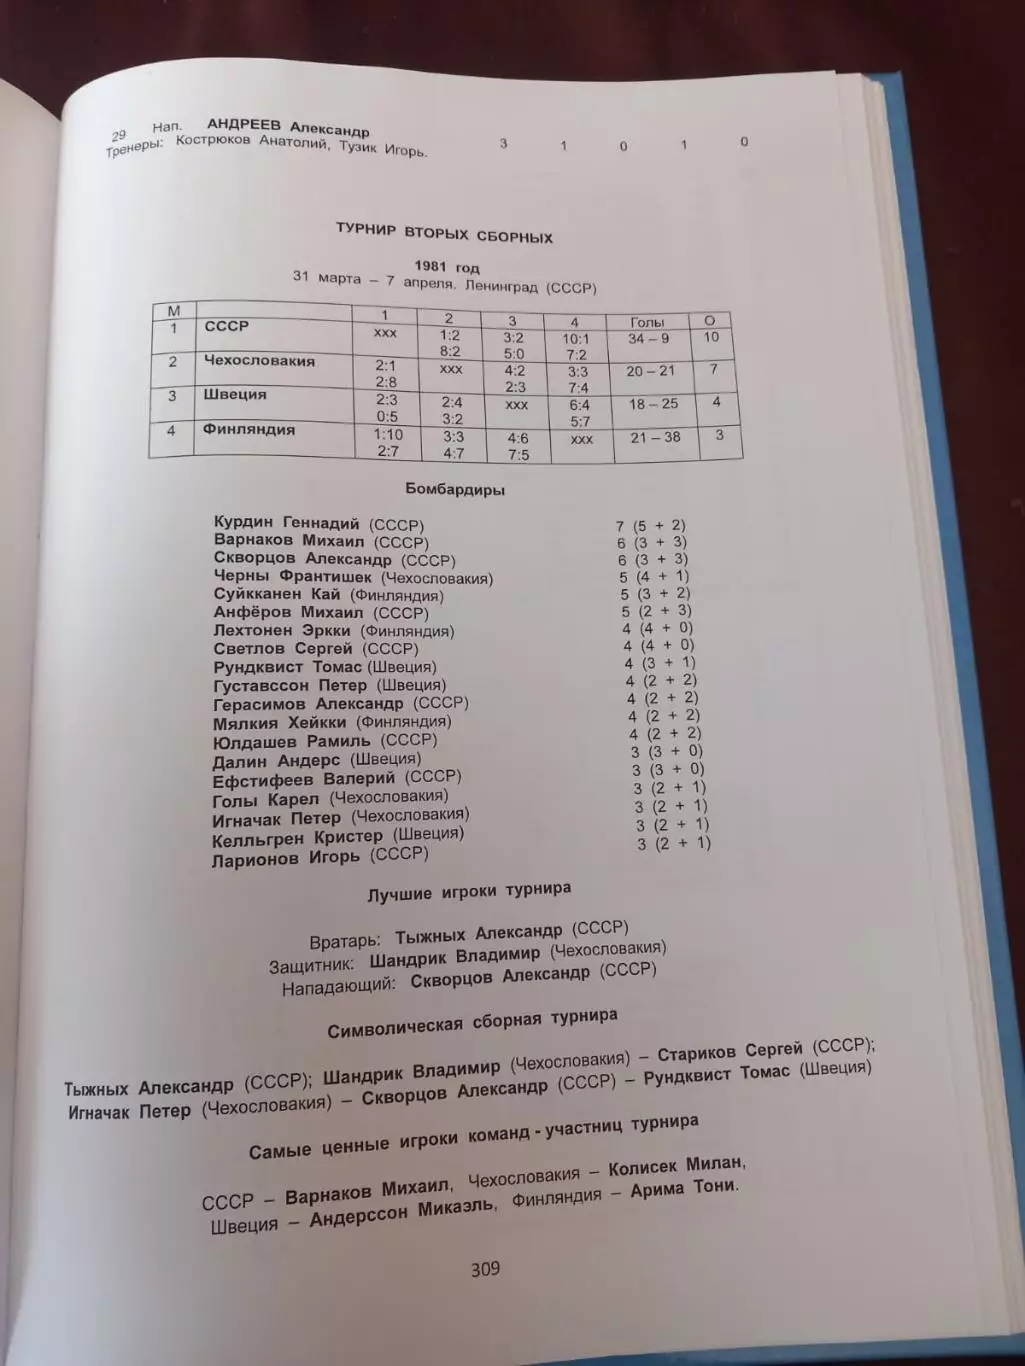 29 Нап. АНДРЕЕВ Александр 3 1 0 1 0
Тренеры: Кострюков Анатолий, Тузик Игорь.
ТУРНИР ВТОРЫХ СБОРНЫХ
1981 год
31 марта – 7 апреля. Ленинград (СССР)
М 1 2 3 4 Голы О
1 СССР xxx 1:2 3:2 10:1 34 – 9 10
8:2 5:0 7:2
2 Чехословакия 2:1 xxx 4:2 3:3 20 – 21 7
2:8 2:3 7:4
3 Швеция 2:3 2:4 xxx 6:4 18 – 25 4
0:5 3:2 5:7
4 Финляндия 1:10 3:3 4:6 xxx 21 – 38 3
2:7 4:7 7:5
Бомбардиры
Курдин Геннадий (СССР) 7 (5 + 2)
Варнаков Михаил (СССР) 6 (3 + 3)
Скворцов Александр (СССР) 6 (3 + 3)
Черны Франтишек (Чехословакия) 5 (4 + 1)
Суйкканен Кай (Финляндия) 5 (3 + 2)
Анфёров Михаил (СССР) 5 (2 + 3)
Лехтонен Эркки (Финляндия) 4 (4 + 0)
Светлов Сергей (СССР) 4 (4 + 0)
Рундквист Томас (Швеция) 4 (3 + 1)
Густавссон Петер (Швеция) 4 (2 + 2)
Герасимов Александр (СССР) 4 (2 + 2)
Мялкия Хейкки (Финляндия) 4 (2 + 2)
Юлдашев Рамиль (СССР) 4 (2 + 2)
Далин Андерс (Швеция) 3 (3 + 0)
Ефстифеев Валерий (СССР) 3 (3 + 0)
Голы Карел (Чехословакия) 3 (2 + 1)
Игначак Петер (Чехословакия) 3 (2 + 1)
Келльгрен Кристер (Швеция) 3 (2 + 1)
Ларионов Игорь (СССР) 3 (2 + 1)
Лучшие игроки турнира
Вратарь: Тыжных Александр (СССР)
Защитник: Шандрик Владимир (Чехословакия)
Нападающий: Скворцов Александр (СССР)
Символическая сборная турнира
Тыжных Александр (СССР); Шандрик Владимир (Чехословакия) – Стариков Сергей (СССР);
Игначак Петер (Чехословакия) – Скворцов Александр (СССР) – Рундквист Томас (Швеция)
Самые ценные игроки команд - участниц турнира
СССР – Варнаков Михаил, Чехословакия – Колисек Милан,
Швеция – Андерссон Микаэль, Финляндия – Арима Тони.
309